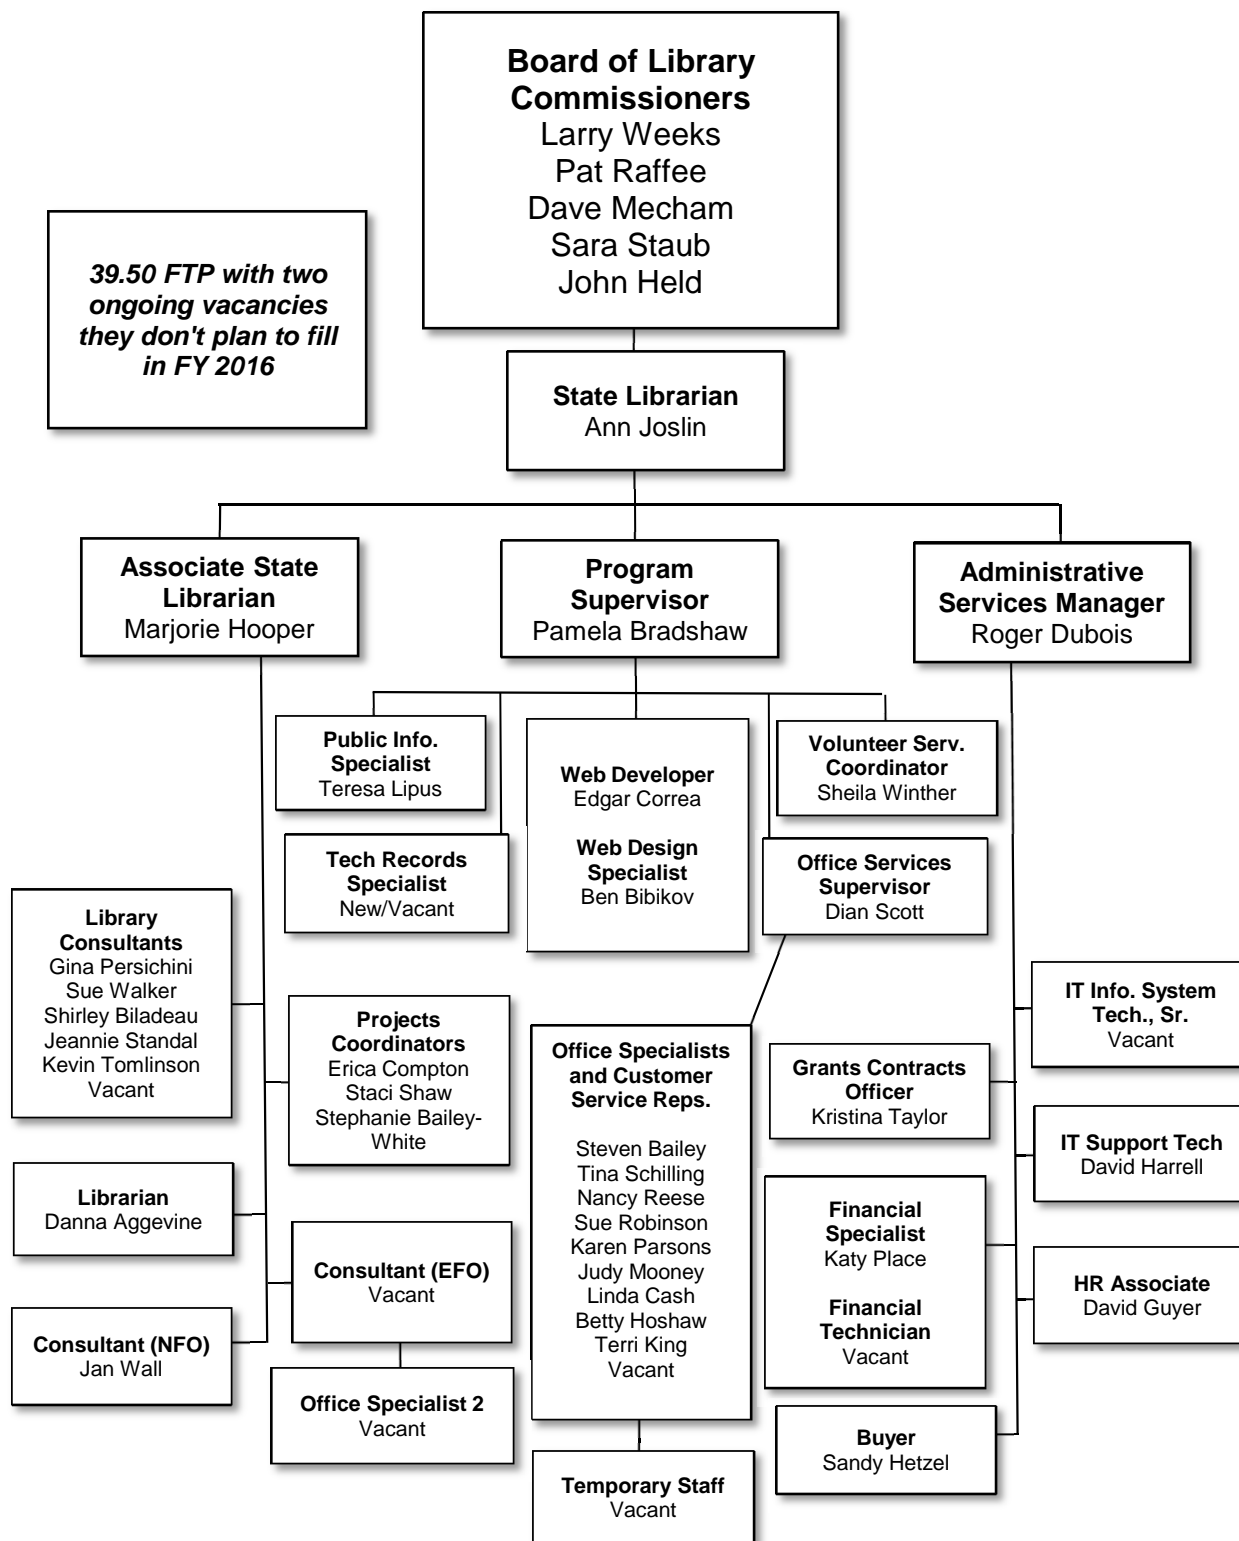 Board of Library
Commissioners
Larry Weeks
Pat Raffee
Dave Mecham
Sara Staub
John Held
39.50 FTP with two
ongoing vacancies
they don't plan to fill
in FY 2016
State Librarian
Ann Joslin
Associate State
Librarian
Marjorie Hooper
Program
Supervisor
Pamela Bradshaw
Administrative
Services Manager
Roger Dubois
Public Info.
Specialist
Teresa Lipus
Web Developer
Edgar Correa
Web Design
Specialist
Ben Bibikov
Volunteer Serv.
Coordinator
Sheila Winther
Tech Records
Specialist
New/Vacant
Office Services
Supervisor
Dian Scott
Library
Consultants
Gina Persichini
Sue Walker
Shirley Biladeau
Jeannie Standal
Kevin Tomlinson
Vacant
Projects
Coordinators
Erica Compton
Staci Shaw
Stephanie Bailey-
White
Office Specialists
and Customer
Service Reps.
Steven Bailey
Tina Schilling
Nancy Reese
Sue Robinson
Karen Parsons
Judy Mooney
Linda Cash
Betty Hoshaw
Terri King
Vacant
Grants Contracts
Officer
Kristina Taylor
IT Info. System
Tech., Sr.
Vacant
IT Support Tech
David Harrell
Librarian
Danna Aggevine
Consultant (EFO)
Vacant
Financial
Specialist
Katy Place
Financial
Technician
Vacant
HR Associate
David Guyer
Consultant (NFO)
Jan Wall
Office Specialist 2
Vacant
Buyer
Sandy Hetzel
Temporary Staff
Vacant